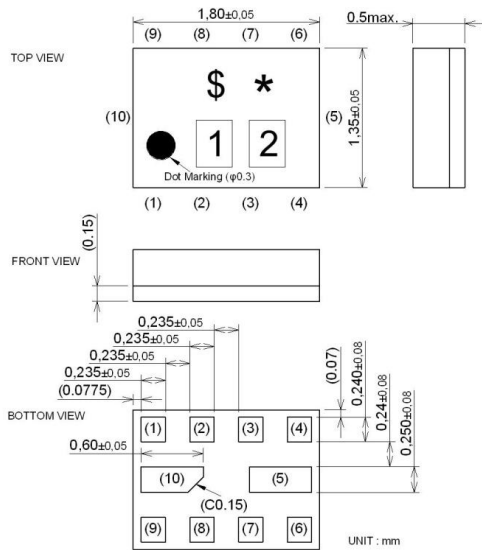 1,80±0,05
0.5max.
(9) (8) (7) (6)
TOP VIEW
$ *
(10) (5)
1,35±0,05
1 2
Dot Marking (φ0.3)
(1) (2) (3) (4)
(0.15)
FRONT VIEW
0,235±0,05
0,235±0,05
0,235±0,05
0,235±0,05
(0.0775)
(0.07)
0,240±0,08
0,24±0,08
0,250±0,08
BOTTOM VIEW
(1) (2) (3) (4)
0,60±0,05
(10) (5)
(C0.15)
(9) (8) (7) (6)
UNIT : mm